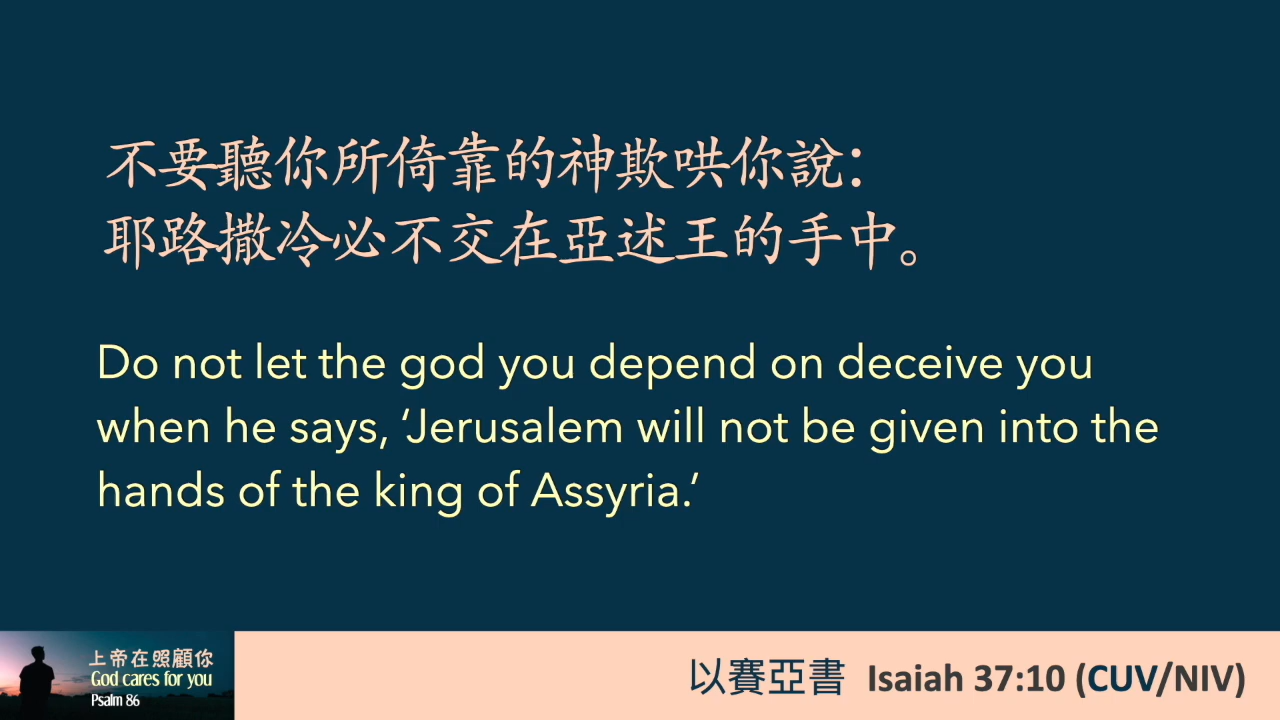 不要聽你所倚靠的神欺哄你說：
耶路撒冷必不交在亞述王的手中。
Do not let the god you depend on deceive you
when he says, ‘Jerusalem will not be given into the
hands of the king of Assyria.’
上帝在照顧你
God cares for you
Psalm 86
以賽亞書 Isaiah 37:10 (CUV/NIV)